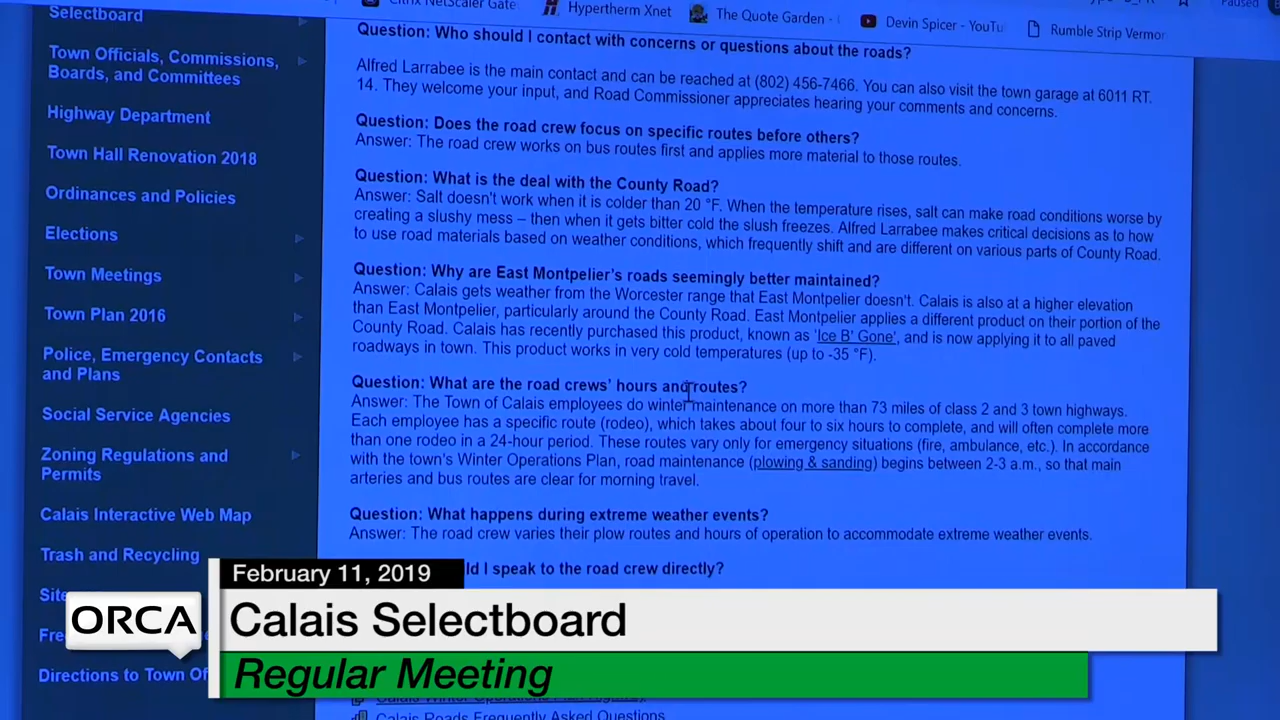 Citrix NetScaler Gate
Hypertherm Xnet
The Quote Garden -
Devin Spicer - YouTu
Rumble Strip Vermor
Paused
Selectboard
Town Officials, Commissions,
Boards, and Committees
Highway Department
Town Hall Renovation 2018
Ordinances and Policies
Elections
Town Meetings
Town Plan 2016
Police, Emergency Contacts
and Plans
Social Service Agencies
Zoning Regulations and
Permits
Calais Interactive Web Map
Trash and Recycling
Site
Fre
Directions to Town Of
Question: Who should I contact with concerns or questions about the roads?
Alfred Larrabee is the main contact and can be reached at (802) 456-7466. You can also visit the town garage at 6011 RT.
14. They welcome your input, and Road Commissioner appreciates hearing your comments and concerns.
Question: Does the road crew focus on specific routes before others?
Answer: The road crew works on bus routes first and applies more material to those routes.
Question: What is the deal with the County Road?
Answer: Salt doesn't work when it is colder than 20 °F. When the temperature rises, salt can make road conditions worse by
creating a slushy mess – then when it gets bitter cold the slush freezes. Alfred Larrabee makes critical decisions as to how
to use road materials based on weather conditions, which frequently shift and are different on various parts of County Road.
Question: Why are East Montpelier's roads seemingly better maintained?
Answer: Calais gets weather from the Worcester range that East Montpelier doesn't. Calais is also at a higher elevation
than East Montpelier, particularly around the County Road. East Montpelier applies a different product on their portion of the
County Road. Calais has recently purchased this product, known as 'Ice B' Gone', and is now applying it to all paved
roadways in town. This product works in very cold temperatures (up to -35 °F).
Question: What are the road crews' hours and routes?
Answer: The Town of Calais employees do winter maintenance on more than 73 miles of class 2 and 3 town highways.
Each employee has a specific route (rodeo), which takes about four to six hours to complete, and will often complete more
than one rodeo in a 24-hour period. These routes vary only for emergency situations (fire, ambulance, etc.). In accordance
with the town's Winter Operations Plan, road maintenance (plowing & sanding) begins between 2-3 a.m., so that main
arteries and bus routes are clear for morning travel.
Question: What happens during extreme weather events?
Answer: The road crew varies their plow routes and hours of operation to accommodate extreme weather events.
ld I speak to the road crew directly?
Calais Roads Frequently Asked Questions
February 11, 2019
ORCA
Calais Selectboard
Regular Meeting